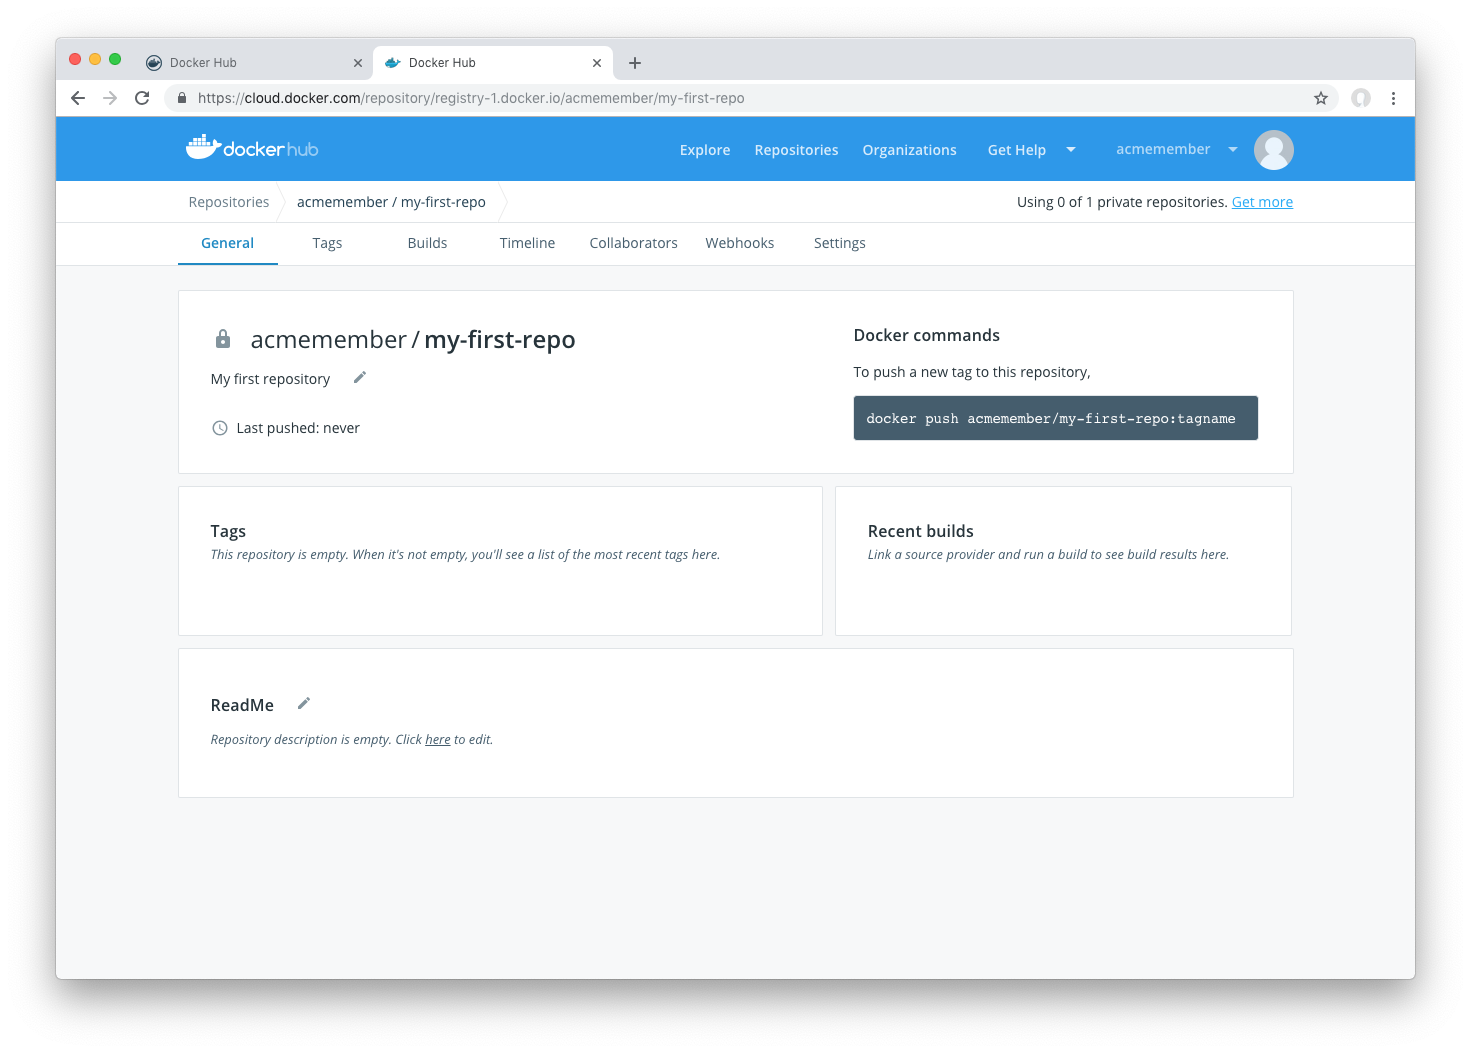 Docker Hub
Docker Hub
https://cloud.docker.com/repository/registry-1.docker.io/acmemember/my-first-repo
dockerhub
Explore
Repositories
Organizations
Get Help
acmemember
Repositories
acmemember / my-first-repo
Using 0 of 1 private repositories. Get more
General
Tags
Builds
Timeline
Collaborators
Webhooks
Settings
acmemember / my-first-repo
My first repository
Last pushed: never
Docker commands
To push a new tag to this repository,
docker push acmemember/my-first-repo:tagname
Tags
This repository is empty. When it's not empty, you'll see a list of the most recent tags here.
Recent builds
Link a source provider and run a build to see build results here.
ReadMe
Repository description is empty. Click here to edit.